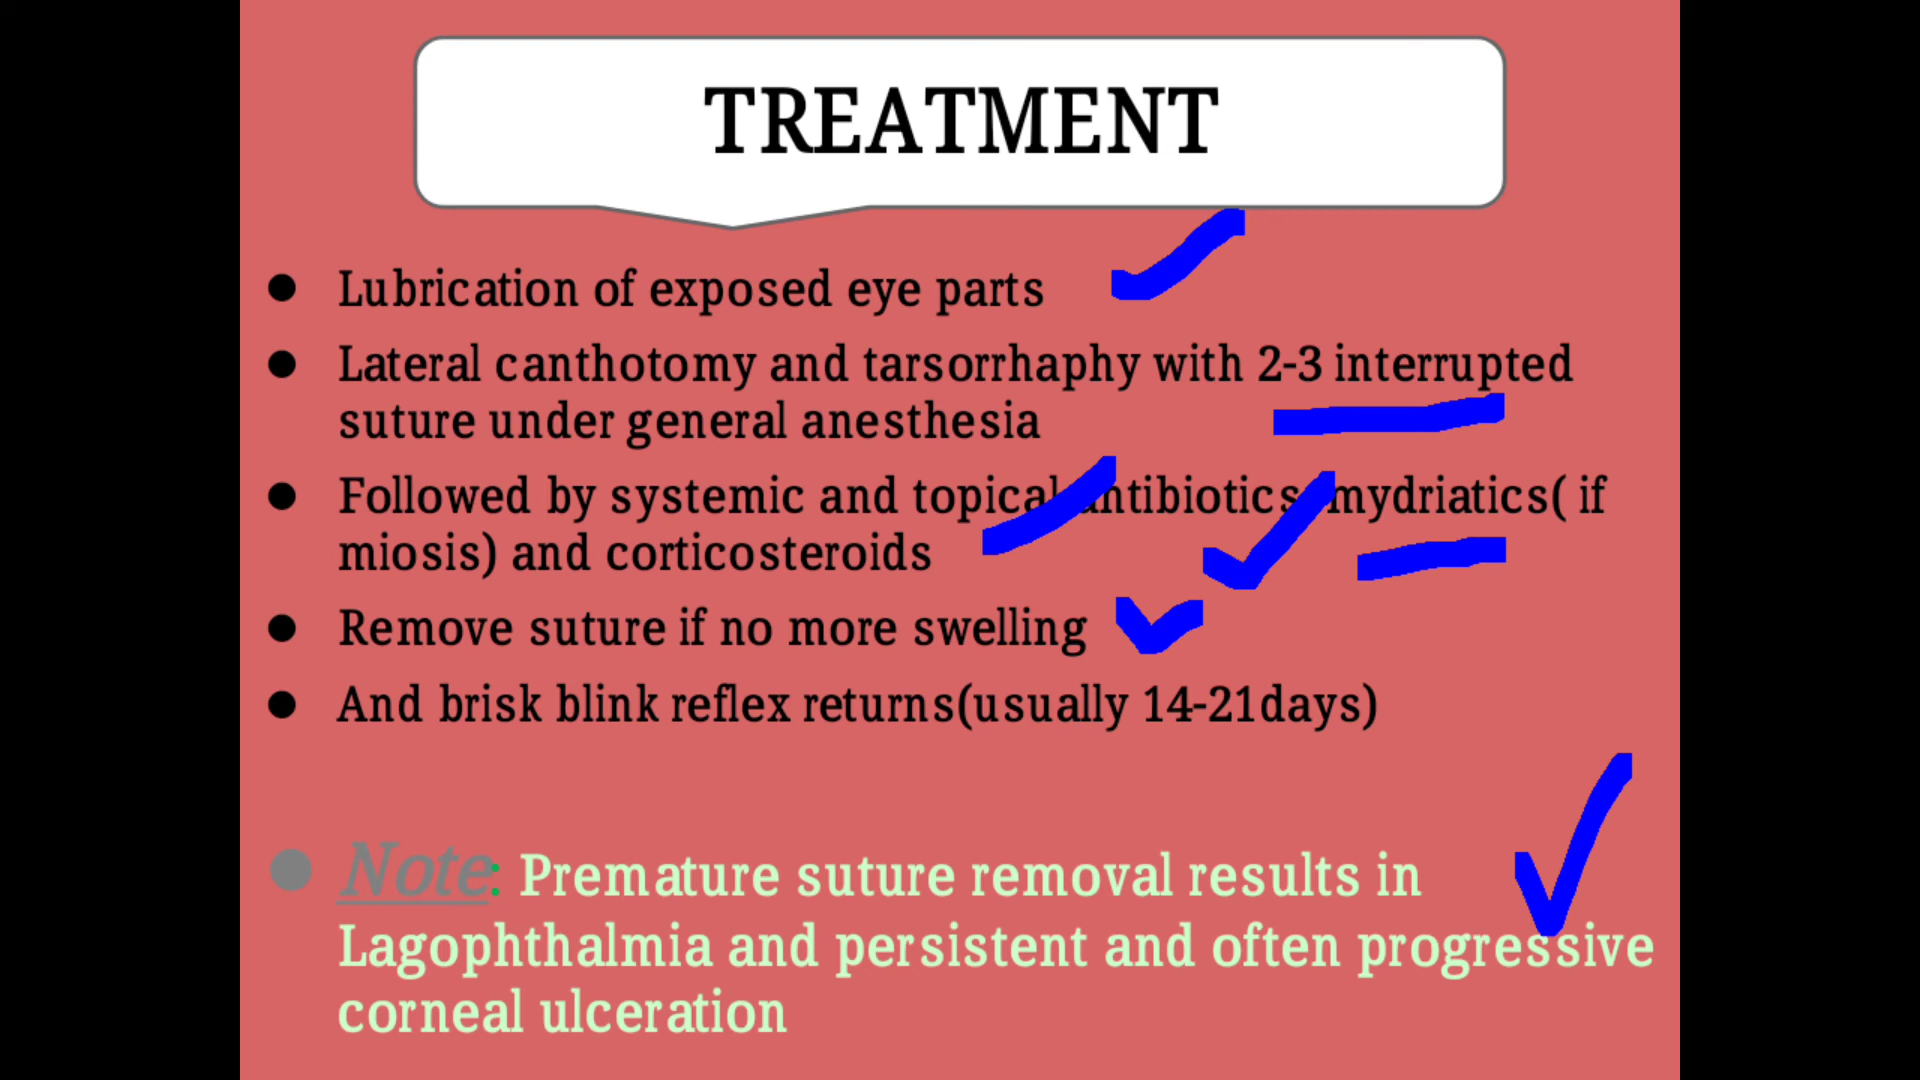 TREATMENT
● Lubrication of exposed eye parts
● Lateral canthotomy and tarsorrhaphy with 2-3 interrupted
suture under general anesthesia
● Followed by systemic and topical antibiotics mydriatics( if
miosis) and corticosteroids
● Remove suture if no more swelling
● And brisk blink reflex returns(usually 14-21days)
● Note: Premature suture removal results in
Lagophthalmia and persistent and often progressive
corneal ulceration